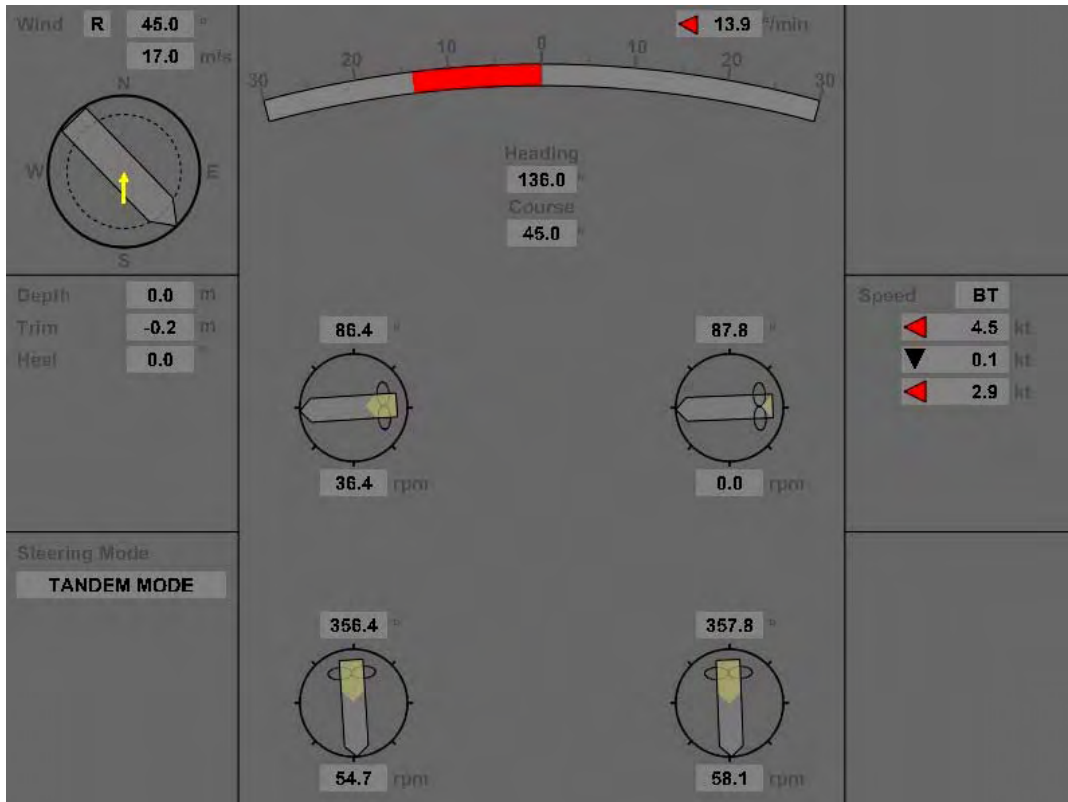 Wind R 45.0 °
17.0 m/s
N
W E
S
13.9 °/min
30 20 10 0 10 20 30
Heading
136.0 °
Course
45.0 °
Depth 0.0 m
Trim -0.2 m
Heel 0.0 °
Speed BT
4.5 kt
0.1 kt
2.9 kt
86.4 °
36.4 rpm
87.8 °
0.0 rpm
Steering Mode
TANDEM MODE
356.4 °
54.7 rpm
357.8 °
58.1 rpm